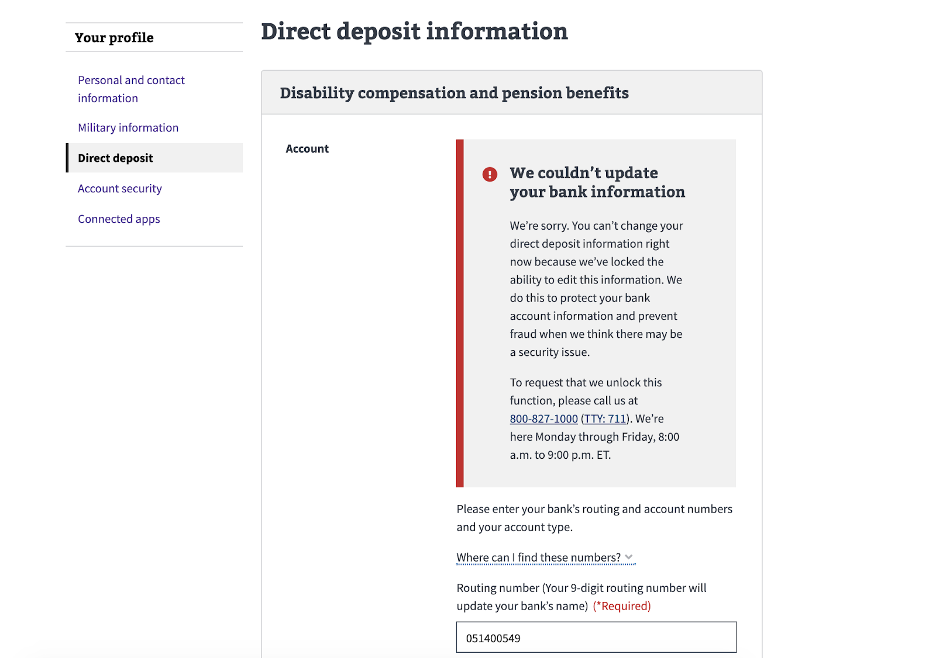 Your profile
Personal and contact
information
Military information
Direct deposit
Account security
Connected apps
Direct deposit information
Disability compensation and pension benefits
Account
We couldn’t update
your bank information
We’re sorry. You can’t change your
direct deposit information right
now because we’ve locked the
ability to edit this information. We
do this to protect your bank
account information and prevent
fraud when we think there may be
a security issue.
To request that we unlock this
function, please call us at
800-827-1000 (TTY: 711). We’re
here Monday through Friday, 8:00
a.m. to 9:00 p.m. ET.
Please enter your bank’s routing and account numbers
and your account type.
Where can I find these numbers?
Routing number (Your 9-digit routing number will
update your bank’s name) (*Required)
051400549